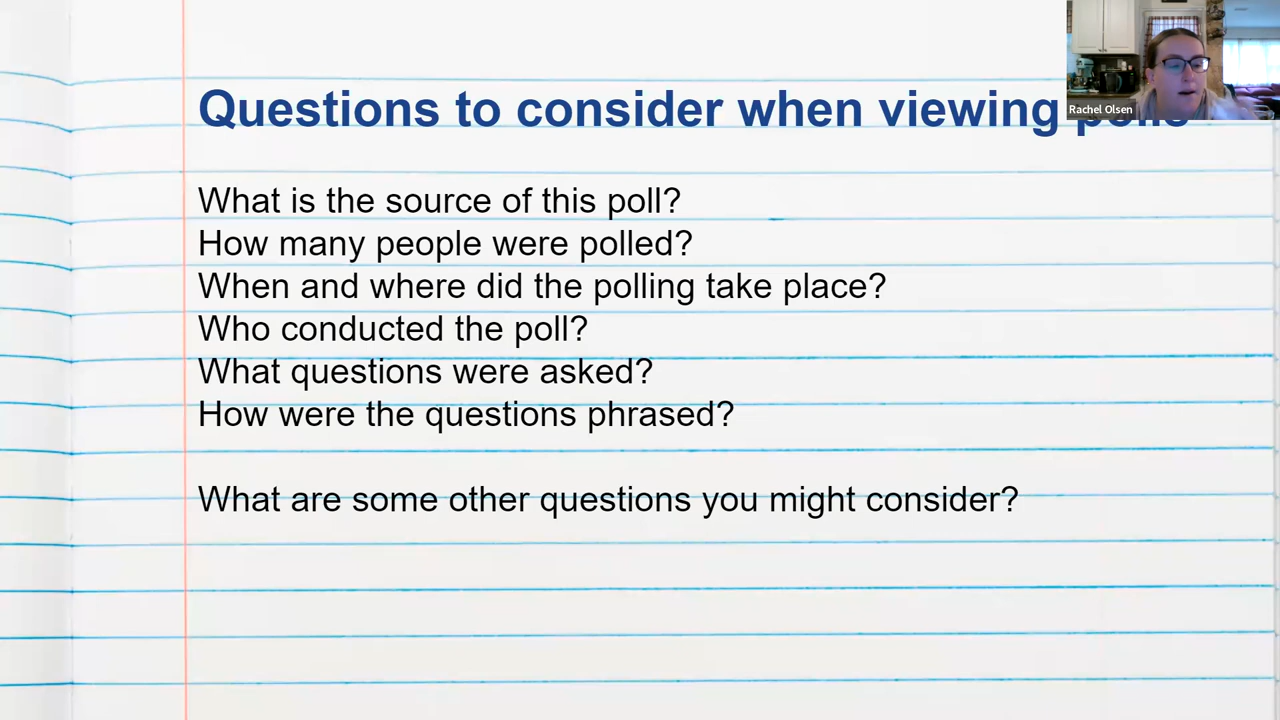 Questions to consider when viewing polls
Rachel Olsen
What is the source of this poll?
How many people were polled?
When and where did the polling take place?
Who conducted the poll?
What questions were asked?
How were the questions phrased?
What are some other questions you might consider?